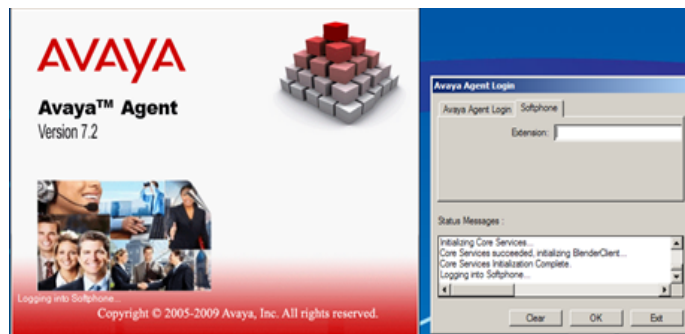 AVAYA
Avaya™ Agent
Version 7.2
Logging into Softphone...
Copyright © 2005-2009 Avaya, Inc. All rights reserved.
Avaya Agent Login
Avaya Agent Login Softphone
Extension:
Status Messages :
Initializing Core Services...
Core Services succeeded, initializing BlenderClient...
Core Services Initialization Complete.
Logging into Softphone...
Clear OK Exit